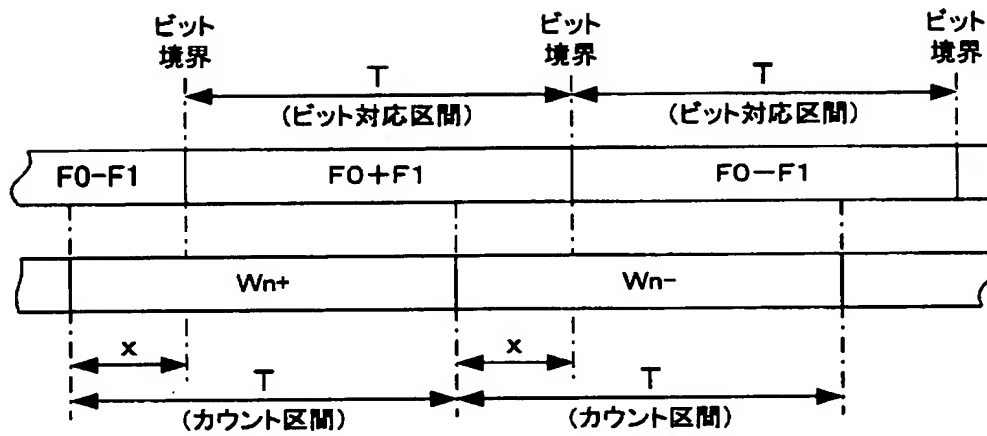 ビット
境界
ビット
境界
ビット
境界
T
(ビット対応区間)
T
(ビット対応区間)
F0-F1
F0+F1
F0-F1
Wn+
Wn-
x
x
T
(カウント区間)
T
(カウント区間)